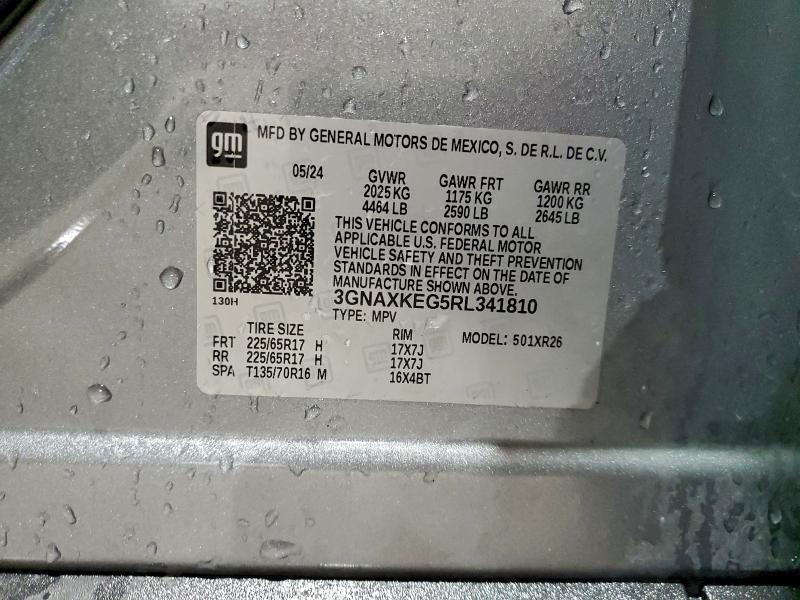 gm
MFD BY GENERAL MOTORS DE MEXICO, S. DE R.L. DE C.V.
05/24 GVWR GAWR FRT GAWR RR
2025 KG 1175 KG 1200 KG
4464 LB 2590 LB 2645 LB
THIS VEHICLE CONFORMS TO ALL
APPLICABLE U.S. FEDERAL MOTOR
VEHICLE SAFETY AND THEFT PREVENTION
STANDARDS IN EFFECT ON THE DATE OF
MANUFACTURE SHOWN ABOVE.
130H 3GNAXKEG5RL341810
TYPE: MPV
TIRE SIZE RIM MODEL: 501XR26
FRT 225/65R17 H 17X7J
RR 225/65R17 H 17X7J
SPA T135/70R16 M 16X4BT